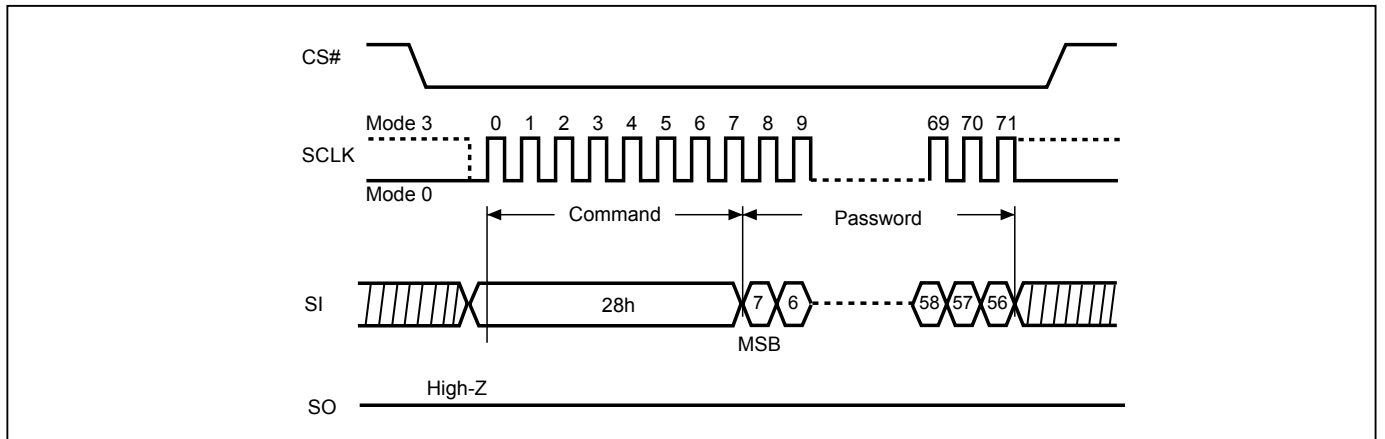 CS#
Mode 3 0 1 2 3 4 5 6 7 8 9 69 70 71
SCLK
Mode 0
Command Password
SI 28h 7 6 58 57 56
MSB
High-Z
SO